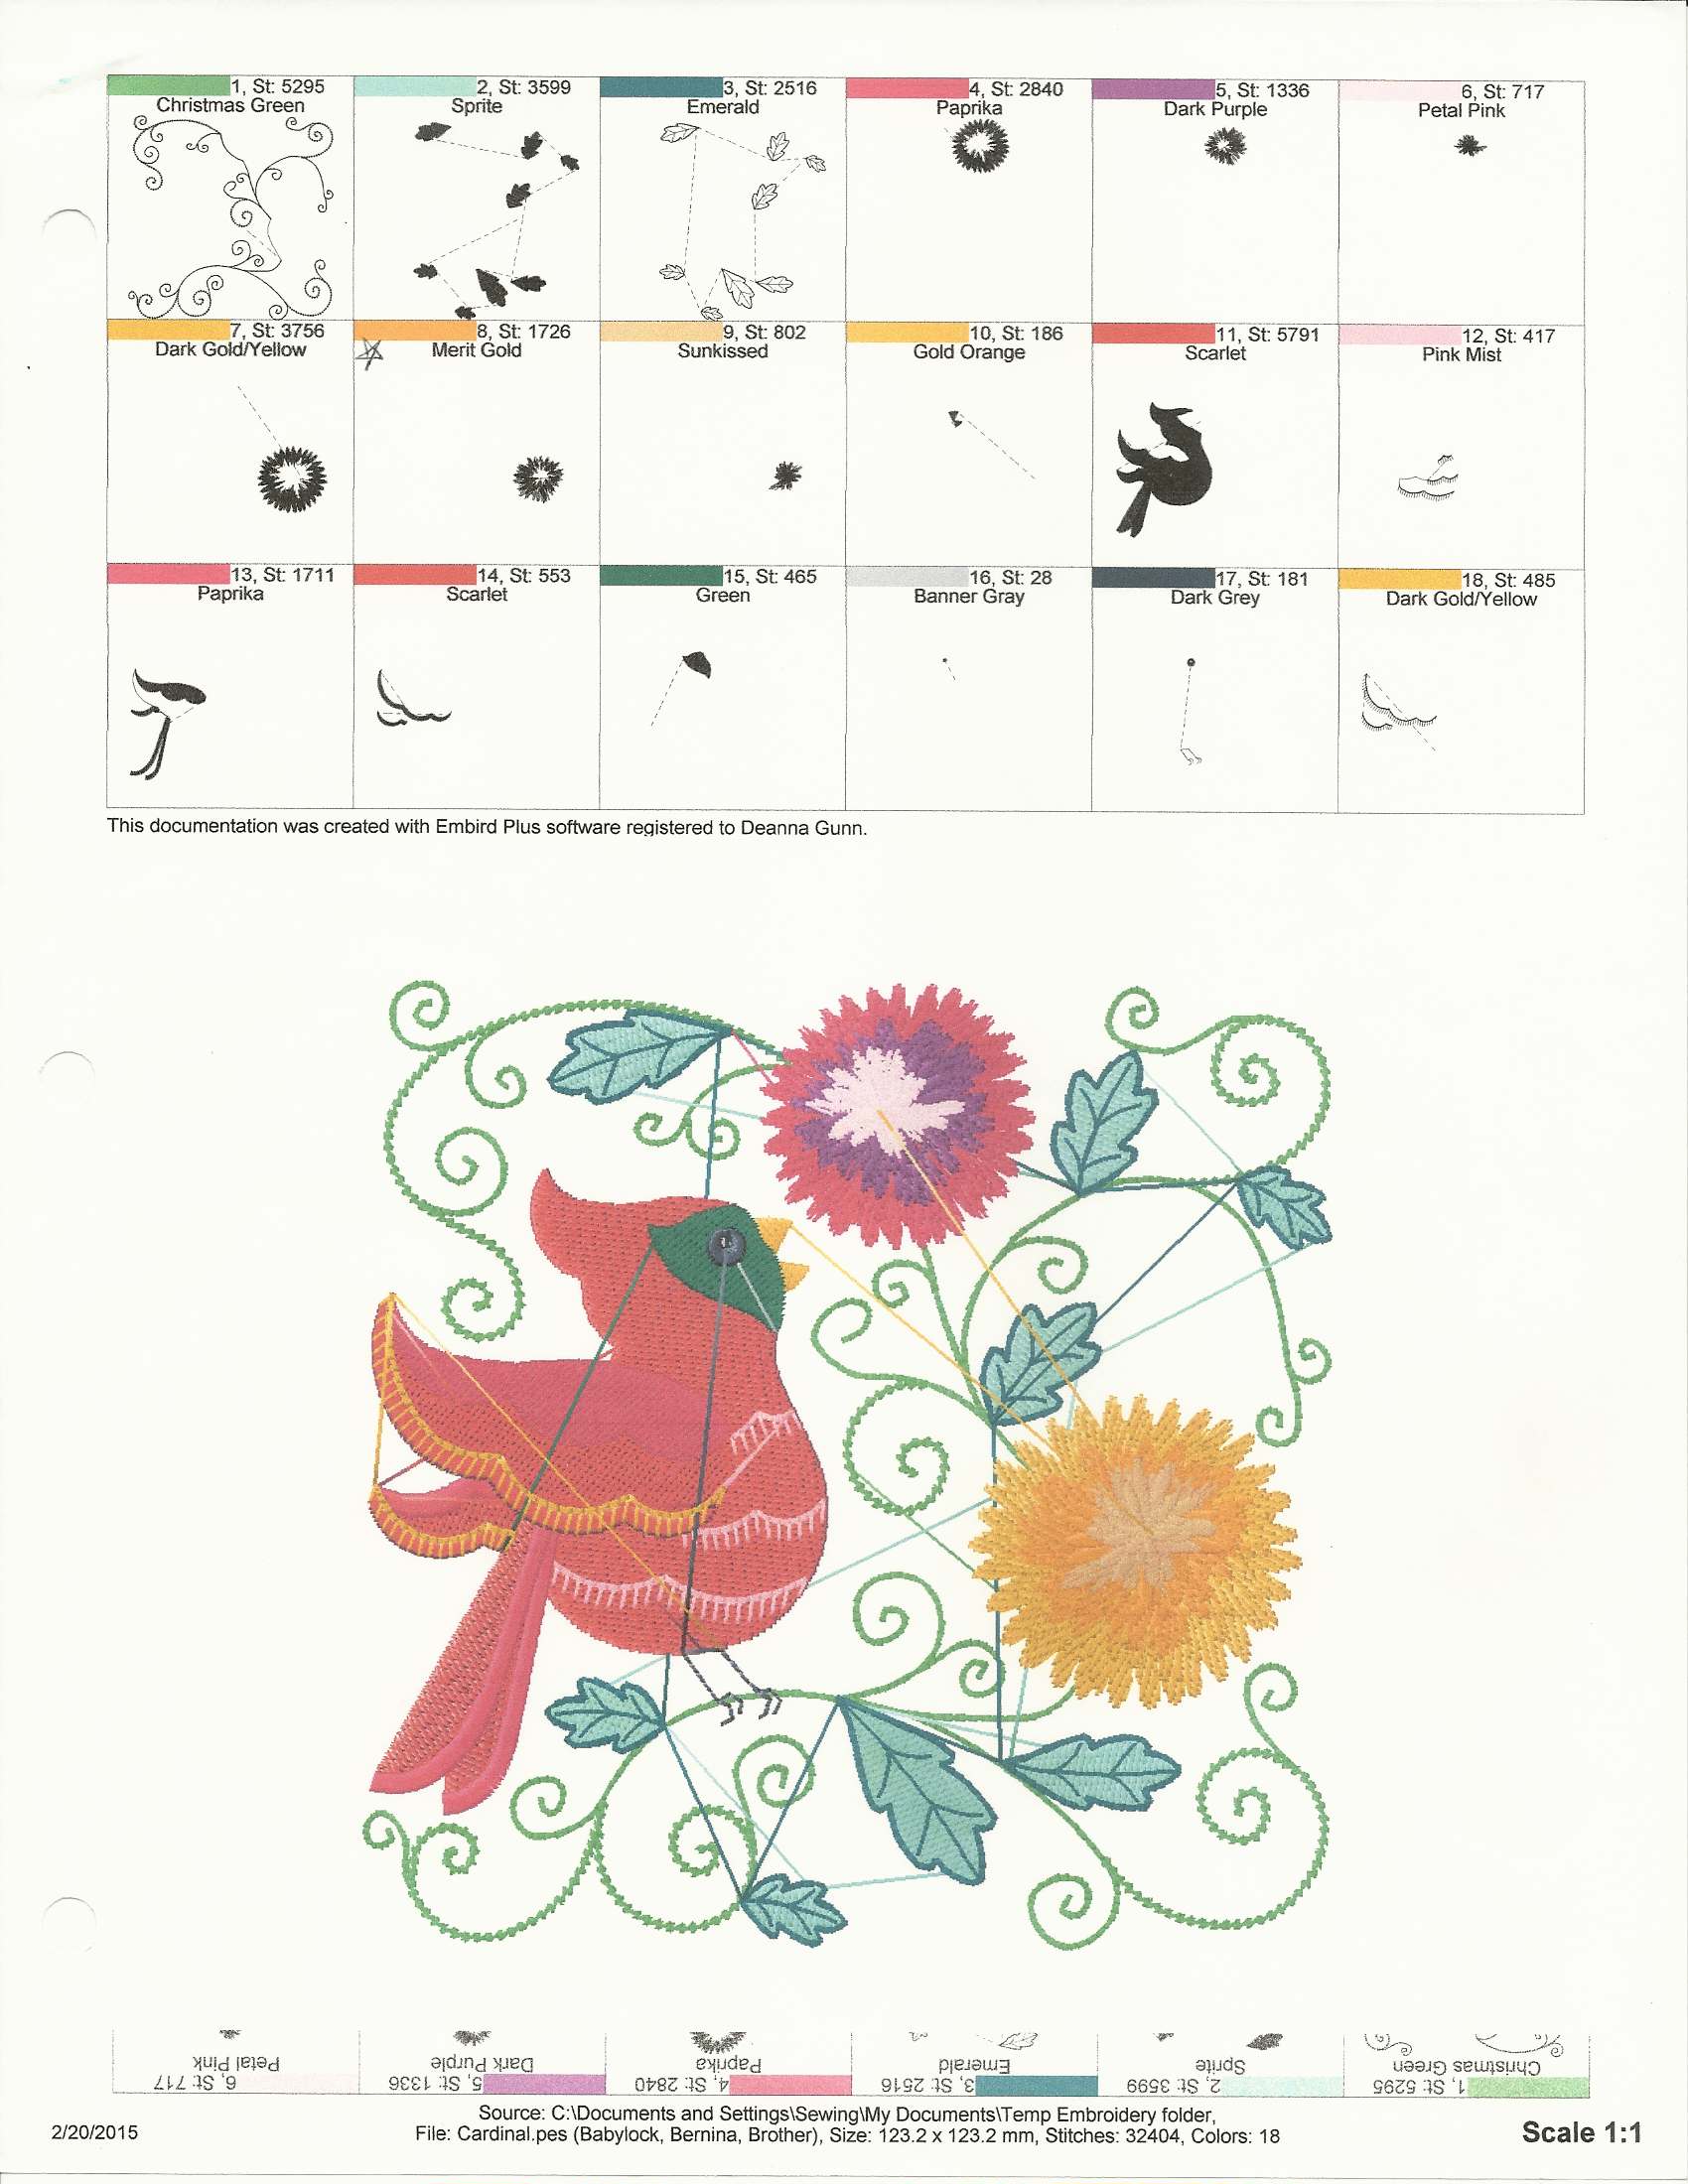 1, St: 5295
Christmas Green
2, St: 3599
Sprite
3, St: 2516
Emerald
4, St: 2840
Paprika
5, St: 1336
Dark Purple
6, St: 717
Petal Pink
7, St: 3756
Dark Gold/Yellow
8, St: 1726
Merit Gold
9, St: 802
Sunkissed
10, St: 186
Gold Orange
11, St: 5791
Scarlet
12, St: 417
Pink Mist
13, St: 1711
Paprika
14, St: 553
Scarlet
15, St: 465
Green
16, St: 28
Banner Gray
17, St: 181
Dark Grey
18, St: 485
Dark Gold/Yellow
This documentation was created with Embird Plus software registered to Deanna Gunn.
1, St: 5295
Christmas Green
2, St: 3599
Sprite
3, St: 2516
Emerald
4, St: 2840
Paprika
5, St: 1336
Dark Purple
6, St: 717
Petal Pink
2/20/2015
Source: C:\Documents and Settings\Sewing\My Documents\Temp Embroidery folder,
File: Cardinal.pes (Babylock, Bernina, Brother), Size: 123.2 x 123.2 mm, Stitches: 32404, Colors: 18
Scale 1:1